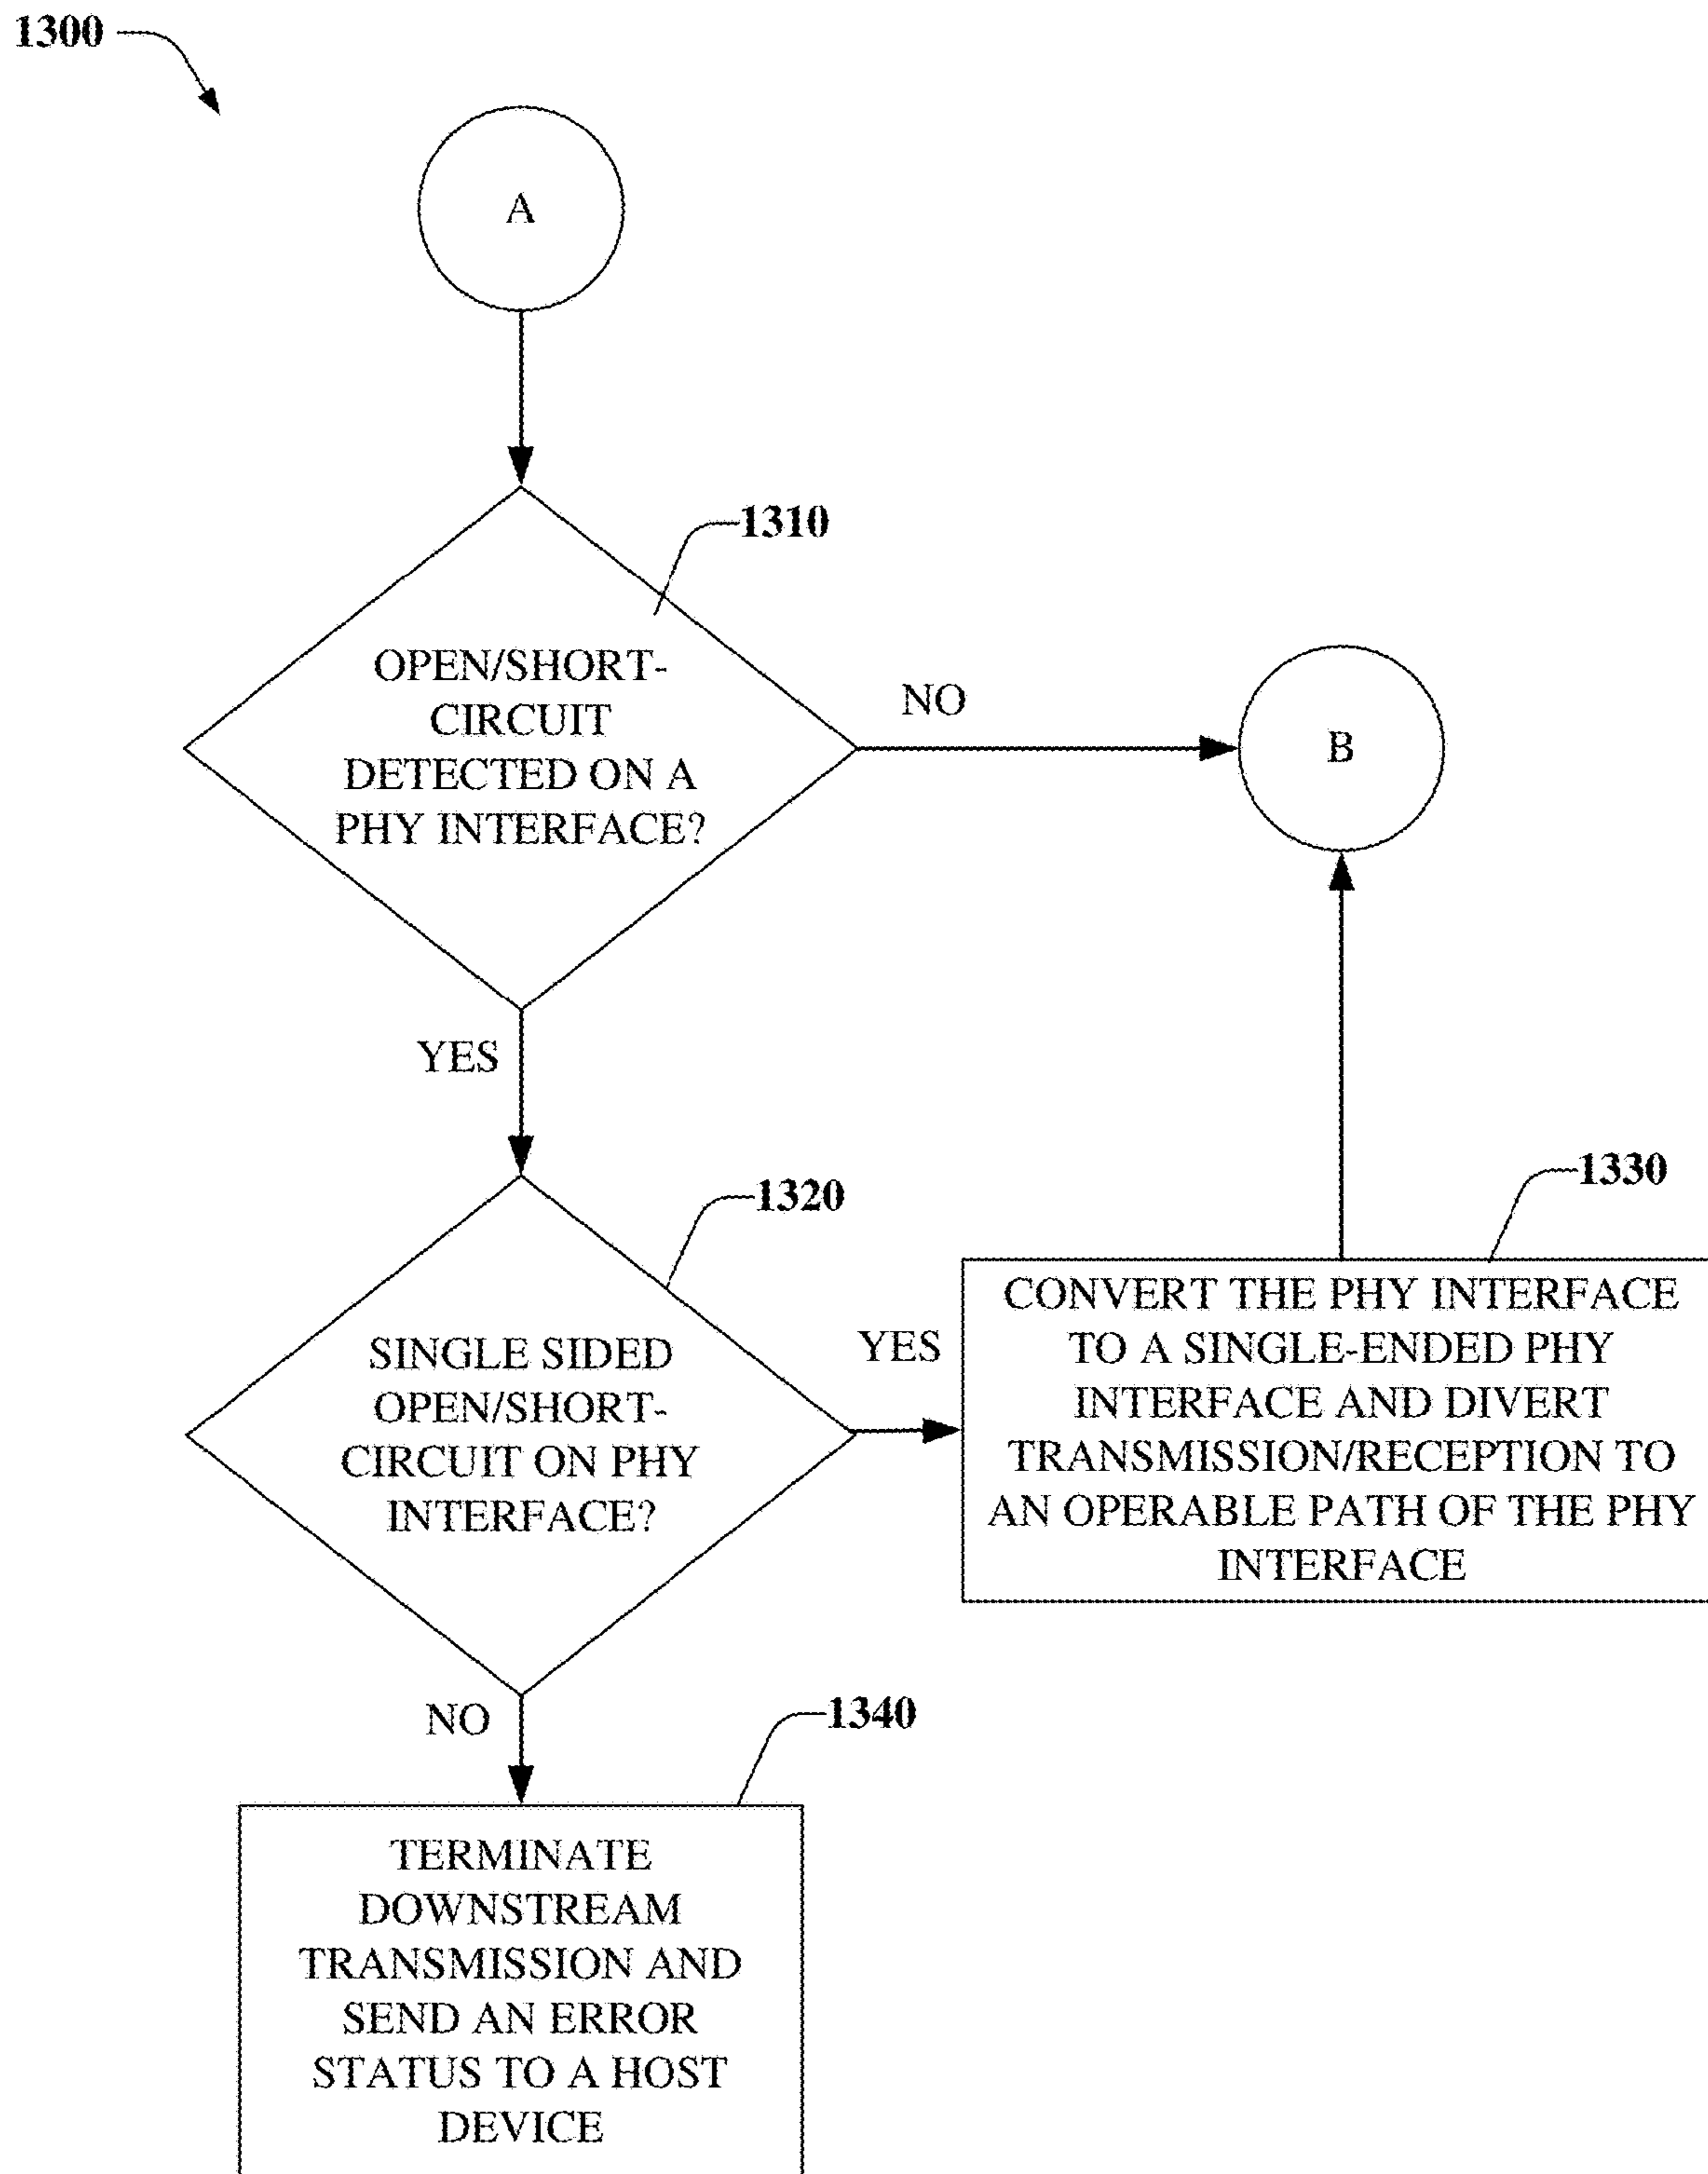 1300
A
1310
OPEN/SHORT-
CIRCUIT
DETECTED ON A
PHY INTERFACE?
NO
B
YES
1320
1330
SINGLE SIDED
OPEN/SHORT-
CIRCUIT ON PHY
INTERFACE?
YES
CONVERT THE PHY INTERFACE
TO A SINGLE-ENDED PHY
INTERFACE AND DIVERT
TRANSMISSION/RECEPTION TO
AN OPERABLE PATH OF THE PHY
INTERFACE
NO
1340
TERMINATE
DOWNSTREAM
TRANSMISSION AND
SEND AN ERROR
STATUS TO A HOST
DEVICE